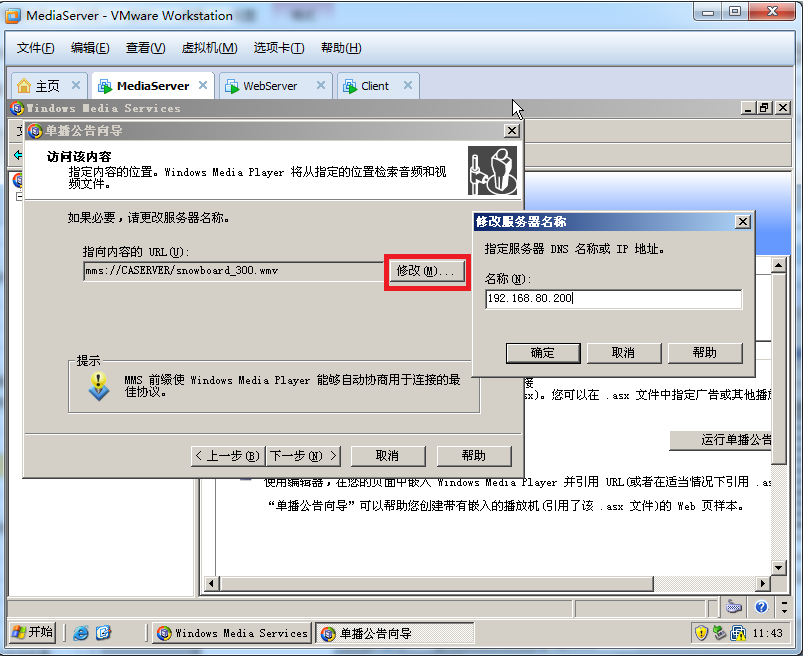 MediaServer - VMware Workstation
文件(F) 编辑(E) 查看(V) 虚拟机(M) 选项卡(T) 帮助(H)
主页 MediaServer WebServer Client
Windows Media Services
单播公告向导
访问该内容
指定内容的位置。Windows Media Player 将从指定的位置检索音频和视
频文件。
如果必要，请更改服务器名称。
指向内容的 URL(U):
mms://CASERVER/snowboard_300.wmv
修改(M)...
提示
MMS 前缀使 Windows Media Player 能够自动协商用于连接的最
佳协议。
< 上一步(B) 下一步(N) > 取消 帮助
修改服务器名称
指定服务器 DNS 名称或 IP 地址。
名称(N):
192.168.80.200
确定 取消 帮助
接
sx)。您可以在 .asx 文件中指定广告或其他播
运行单播公告
使用编辑器，在您的页面中嵌入 Windows Media Player 并引用 URL(或者在适当情况下引用 .as
“单播公告向导”可以帮助您创建带有嵌入的播放机(引用了该 .asx 文件)的 Web 页样本。
开始 Windows Media Services 单播公告向导 11:43